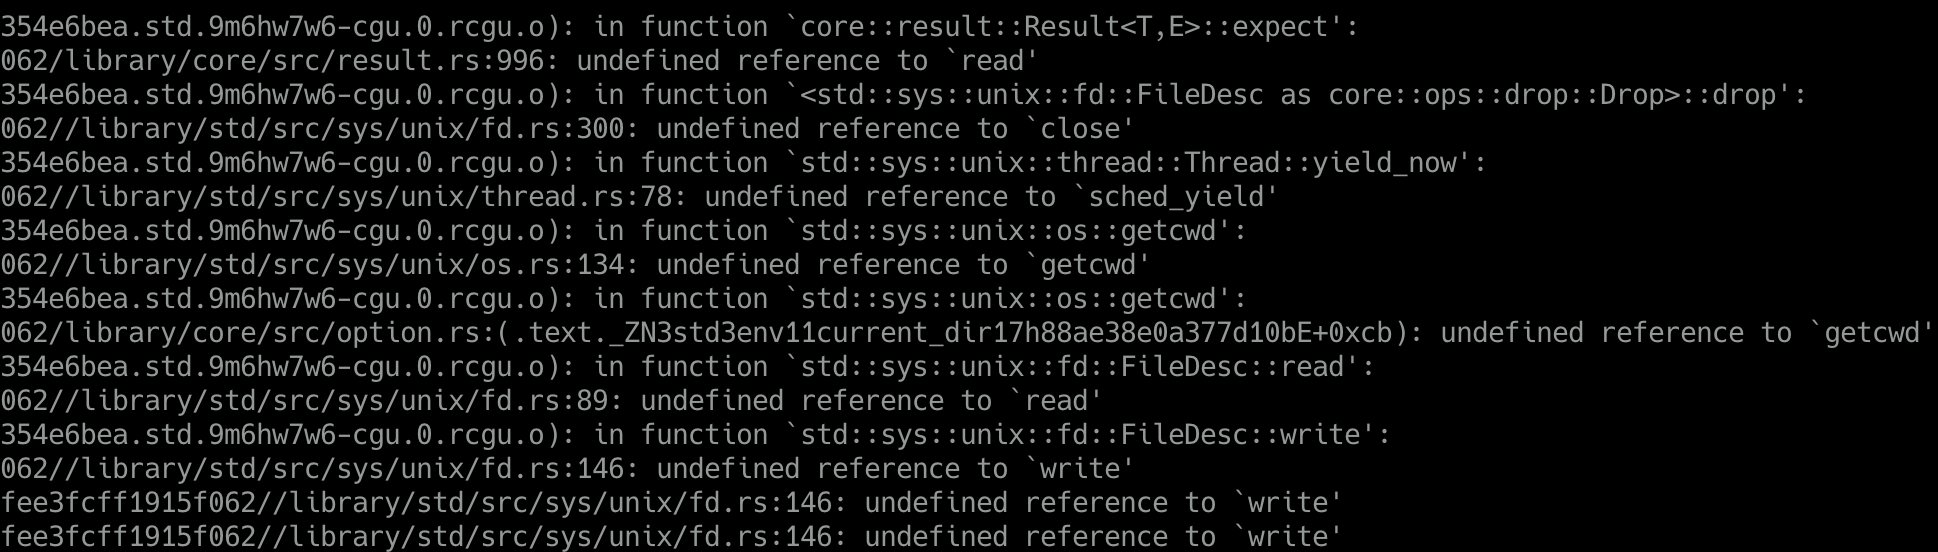 354e6bea.std.9m6hw7w6-cgu.0.rcgu.o): in function `core::result::Result<T,E>::expect':
062/library/core/src/result.rs:996: undefined reference to `read'
354e6bea.std.9m6hw7w6-cgu.0.rcgu.o): in function `<std::sys::unix::fd::FileDesc as core::ops::drop::Drop>::drop':
062//library/std/src/sys/unix/fd.rs:300: undefined reference to `close'
354e6bea.std.9m6hw7w6-cgu.0.rcgu.o): in function `std::sys::unix::thread::Thread::yield_now':
062//library/std/src/sys/unix/thread.rs:78: undefined reference to `sched_yield'
354e6bea.std.9m6hw7w6-cgu.0.rcgu.o): in function `std::sys::unix::os::getcwd':
062//library/std/src/sys/unix/os.rs:134: undefined reference to `getcwd'
354e6bea.std.9m6hw7w6-cgu.0.rcgu.o): in function `std::sys::unix::os::getcwd':
062/library/core/src/option.rs:(.text._ZN3std3env11current_dir17h88ae38e0a377d10bE+0xcb): undefined reference to `getcwd'
354e6bea.std.9m6hw7w6-cgu.0.rcgu.o): in function `std::sys::unix::fd::FileDesc::read':
062//library/std/src/sys/unix/fd.rs:89: undefined reference to `read'
354e6bea.std.9m6hw7w6-cgu.0.rcgu.o): in function `std::sys::unix::fd::FileDesc::write':
062//library/std/src/sys/unix/fd.rs:146: undefined reference to `write'
fee3fcff1915f062//library/std/src/sys/unix/fd.rs:146: undefined reference to `write'
fee3fcff1915f062//library/std/src/sys/unix/fd.rs:146: undefined reference to `write'